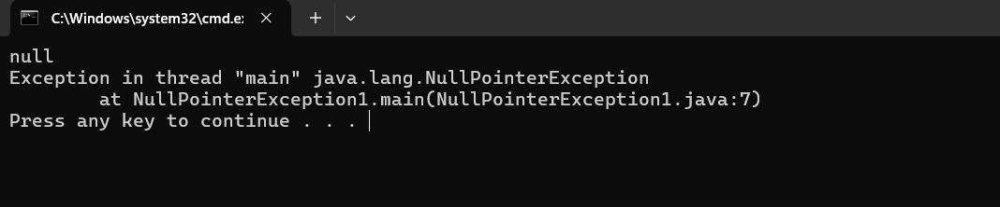 C:\Windows\system32\cmd.e
null
Exception in thread "main" java.lang.NullPointerException
at NullPointerException1.main(NullPointerException1.java:7)
Press any key to continue . . .